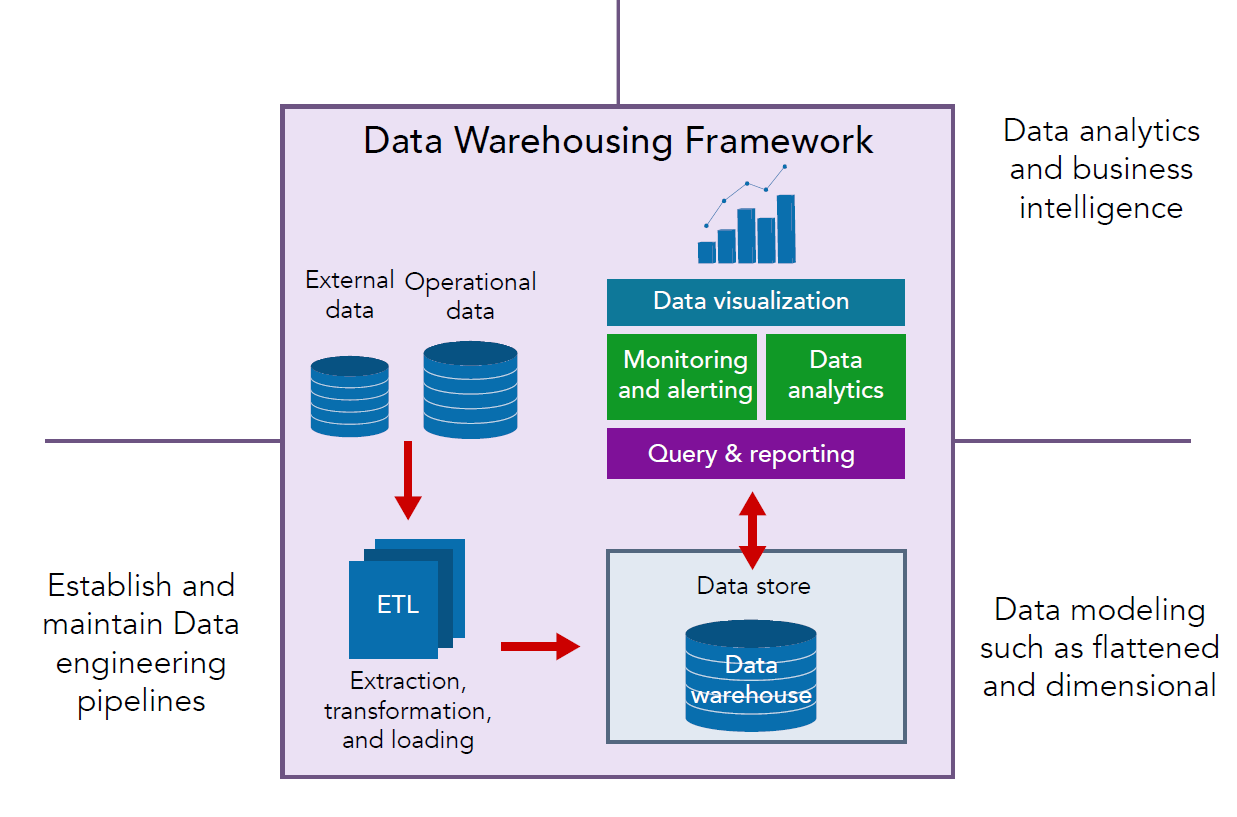 Data Warehousing Framework
External
data
Operational
data
ETL
Extraction,
transformation,
and loading
Data visualization
Monitoring
and alerting
Data
analytics
Query & reporting
Data store
Data
warehouse
Data analytics
and business
intelligence
Establish and
maintain Data
engineering
pipelines
Data modeling
such as flattened
and dimensional